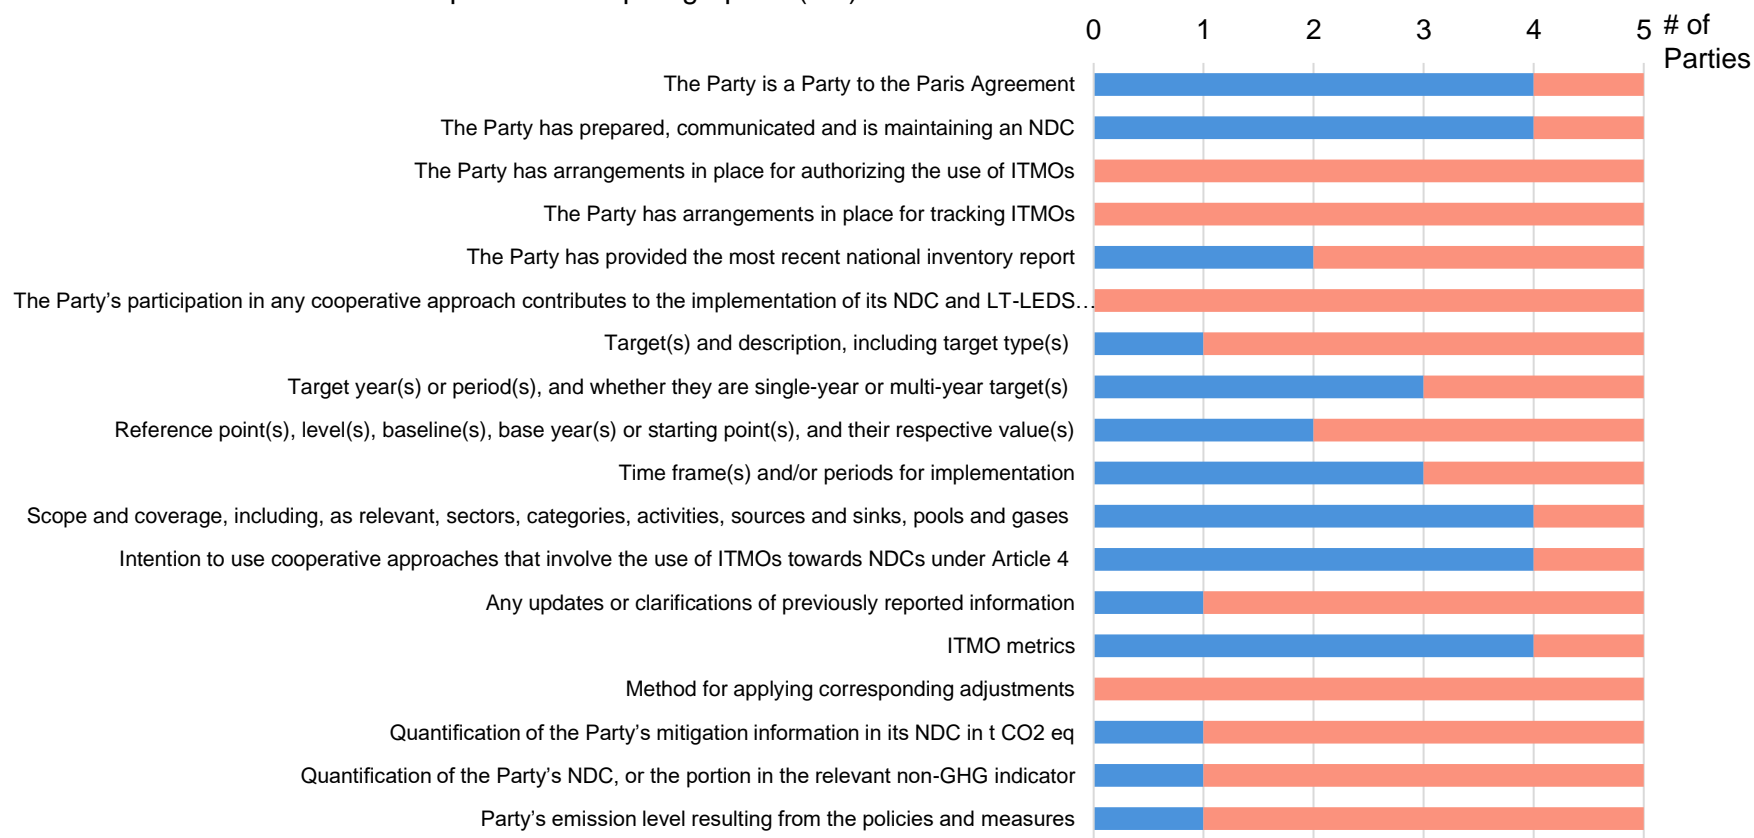 0 1 2 3 4 5 # of
Parties
The Party is a Party to the Paris Agreement
The Party has prepared, communicated and is maintaining an NDC
The Party has arrangements in place for authorizing the use of ITMOs
The Party has arrangements in place for tracking ITMOs
The Party has provided the most recent national inventory report
The Party’s participation in any cooperative approach contributes to the implementation of its NDC and LT-LEDS…
Target(s) and description, including target type(s)
Target year(s) or period(s), and whether they are single-year or multi-year target(s)
Reference point(s), level(s), baseline(s), base year(s) or starting point(s), and their respective value(s)
Time frame(s) and/or periods for implementation
Scope and coverage, including, as relevant, sectors, categories, activities, sources and sinks, pools and gases
Intention to use cooperative approaches that involve the use of ITMOs towards NDCs under Article 4
Any updates or clarifications of previously reported information
ITMO metrics
Method for applying corresponding adjustments
Quantification of the Party’s mitigation information in its NDC in t CO2 eq
Quantification of the Party’s NDC, or the portion in the relevant non-GHG indicator
Party’s emission level resulting from the policies and measures